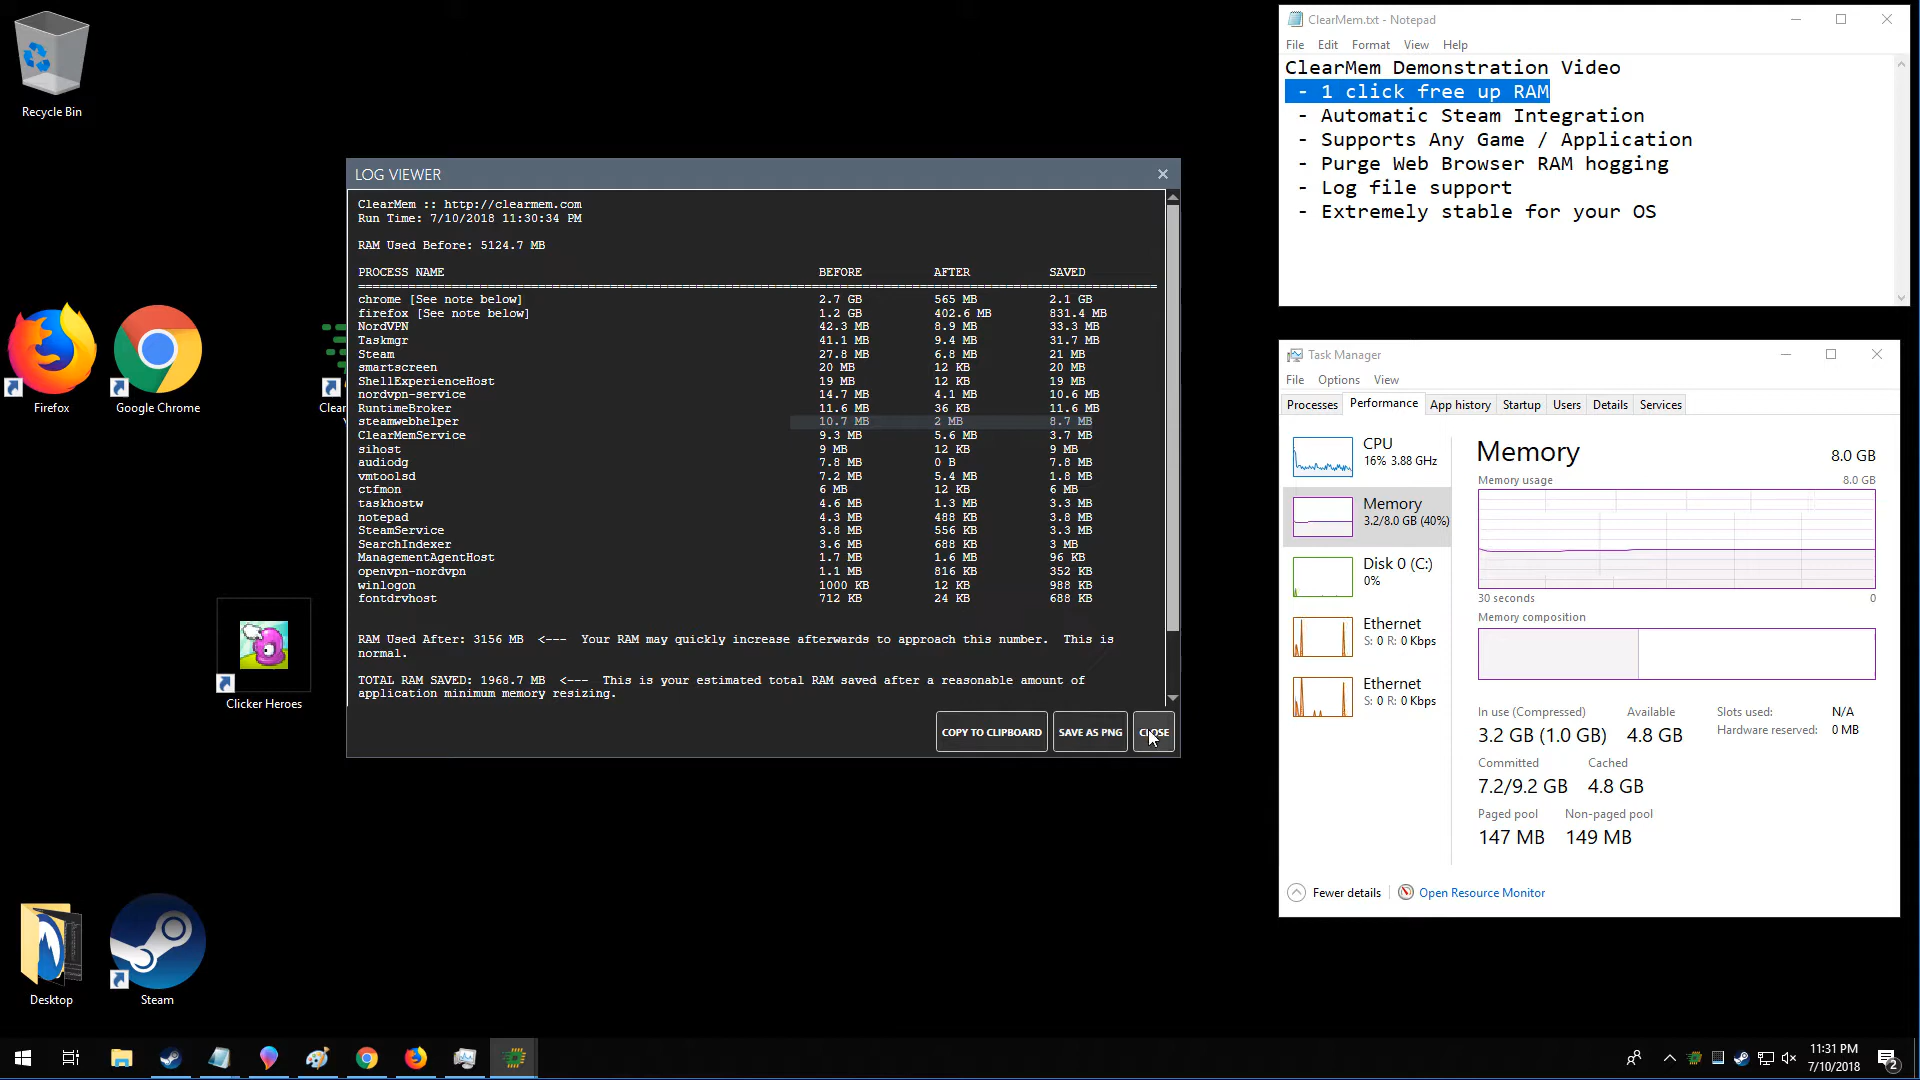 Recycle Bin
Firefox
Google Chrome
Clear
Clicker Heroes
Desktop
Steam
LOG VIEWER
ClearMem :: http://clearmem.com
Run Time: 7/10/2018 11:30:34 PM
RAM Used Before: 5124.7 MB
PROCESS NAME BEFORE AFTER SAVED
chrome [See note below] 2.7 GB 565 MB 2.1 GB
firefox [See note below] 1.2 GB 402.6 MB 831.4 MB
NordVPN 42.3 MB 8.9 MB 33.3 MB
Taskmgr 41.1 MB 9.4 MB 31.7 MB
Steam 27.8 MB 6.8 MB 21 MB
smartscreen 20 MB 12 KB 20 MB
ShellExperienceHost 19 MB 12 KB 19 MB
nordvpn-service 14.7 MB 4.1 MB 10.6 MB
RuntimeBroker 11.6 MB 36 KB 11.6 MB
steamwebhelper 10.7 MB 2 MB 8.7 MB
ClearMemService 9.3 MB 5.6 MB 3.7 MB
sihost 9 MB 12 KB 9 MB
audiodg 7.8 MB 0 B 7.8 MB
vmtoolsd 7.2 MB 5.4 MB 1.8 MB
ctfmon 6 MB 12 KB 6 MB
taskhostw 4.6 MB 1.3 MB 3.3 MB
notepad 4.3 MB 488 KB 3.8 MB
SteamService 3.8 MB 556 KB 3.3 MB
SearchIndexer 3.6 MB 688 KB 3 MB
ManagementAgentHost 1.7 MB 1.6 MB 96 KB
openvpn-nordvpn 1.1 MB 816 KB 352 KB
winlogon 1000 KB 12 KB 988 KB
fontdrvhost 712 KB 24 KB 688 KB
RAM Used After: 3156 MB <--- Your RAM may quickly increase afterwards to approach this number. This is
normal.
TOTAL RAM SAVED: 1968.7 MB <--- This is your estimated total RAM saved after a reasonable amount of
application minimum memory resizing.
COPY TO CLIPBOARD SAVE AS PNG CLOSE
ClearMem.txt - Notepad
File Edit Format View Help
ClearMem Demonstration Video
- 1 click free up RAM
- Automatic Steam Integration
- Supports Any Game / Application
- Purge Web Browser RAM hogging
- Log file support
- Extremely stable for your OS
Task Manager
File Options View
Processes Performance App history Startup Users Details Services
CPU
16% 3.88 GHz
Memory
3.2/8.0 GB (40%)
Disk 0 (C:)
0%
Ethernet
S: 0 R: 0 Kbps
Ethernet
S: 0 R: 0 Kbps
Memory 8.0 GB
Memory usage 8.0 GB
30 seconds 0
Memory composition
In use (Compressed) Available Slots used: N/A
3.2 GB (1.0 GB) 4.8 GB Hardware reserved: 0 MB
Committed Cached
7.2/9.2 GB 4.8 GB
Paged pool Non-paged pool
147 MB 149 MB
Fewer details Open Resource Monitor
11:31 PM
7/10/2018
2